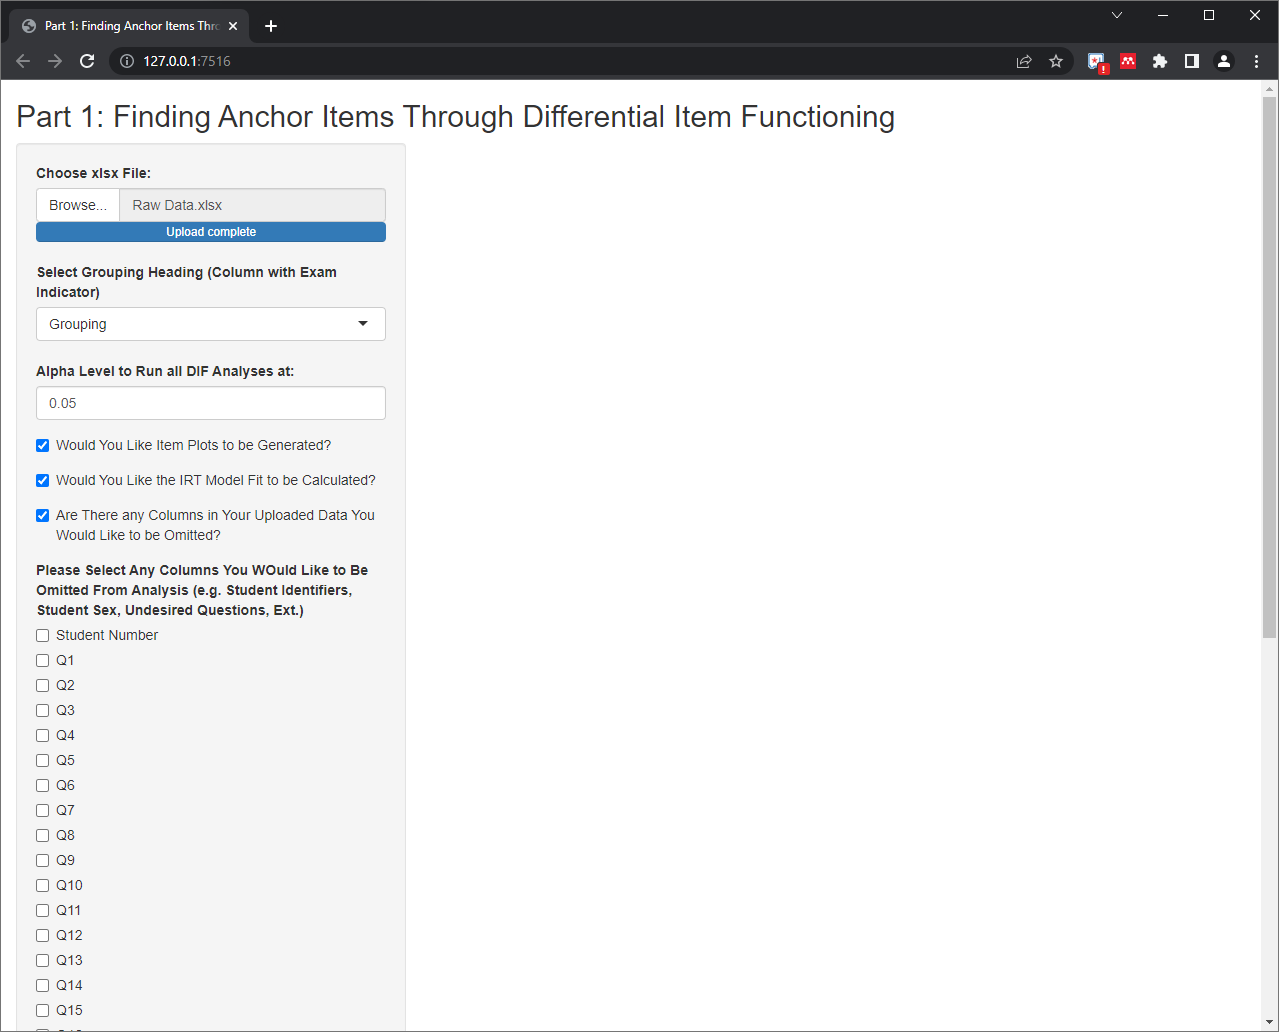 Part 1: Finding Anchor Items Thr
127.0.0.1:7516
Part 1: Finding Anchor Items Through Differential Item Functioning
Choose xlsx File:
Browse... Raw Data.xlsx
Upload complete
Select Grouping Heading (Column with Exam
Indicator)
Grouping
Alpha Level to Run all DIF Analyses at:
0.05
Would You Like Item Plots to be Generated?
Would You Like the IRT Model Fit to be Calculated?
Are There any Columns in Your Uploaded Data You
Would Like to be Omitted?
Please Select Any Columns You WOuld Like to Be
Omitted From Analysis (e.g. Student Identifiers,
Student Sex, Undesired Questions, Ext.)
Student Number
Q1
Q2
Q3
Q4
Q5
Q6
Q7
Q8
Q9
Q10
Q11
Q12
Q13
Q14
Q15